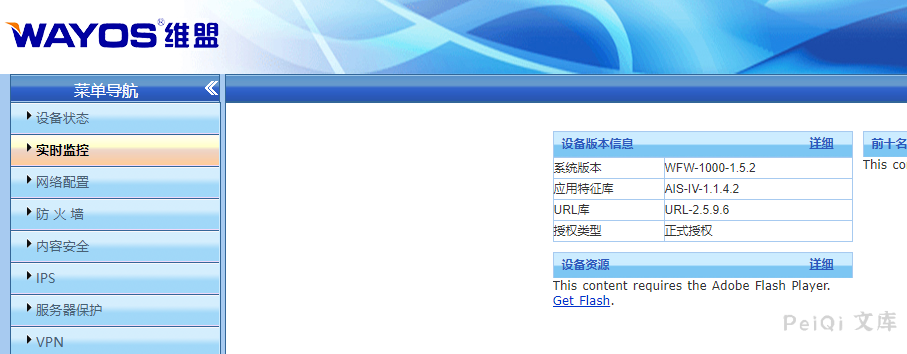 WAYOS®维盟
菜单导航
设备状态
实时监控
网络配置
防 火 墙
内容安全
IPS
服务器保护
VPN
设备版本信息 详细
系统版本 WFW-1000-1.5.2
应用特征库 AIS-IV-1.1.4.2
URL库 URL-2.5.9.6
授权类型 正式授权
设备资源 详细
This content requires the Adobe Flash Player.
Get Flash.
前十名
This co
PeiQi 文库